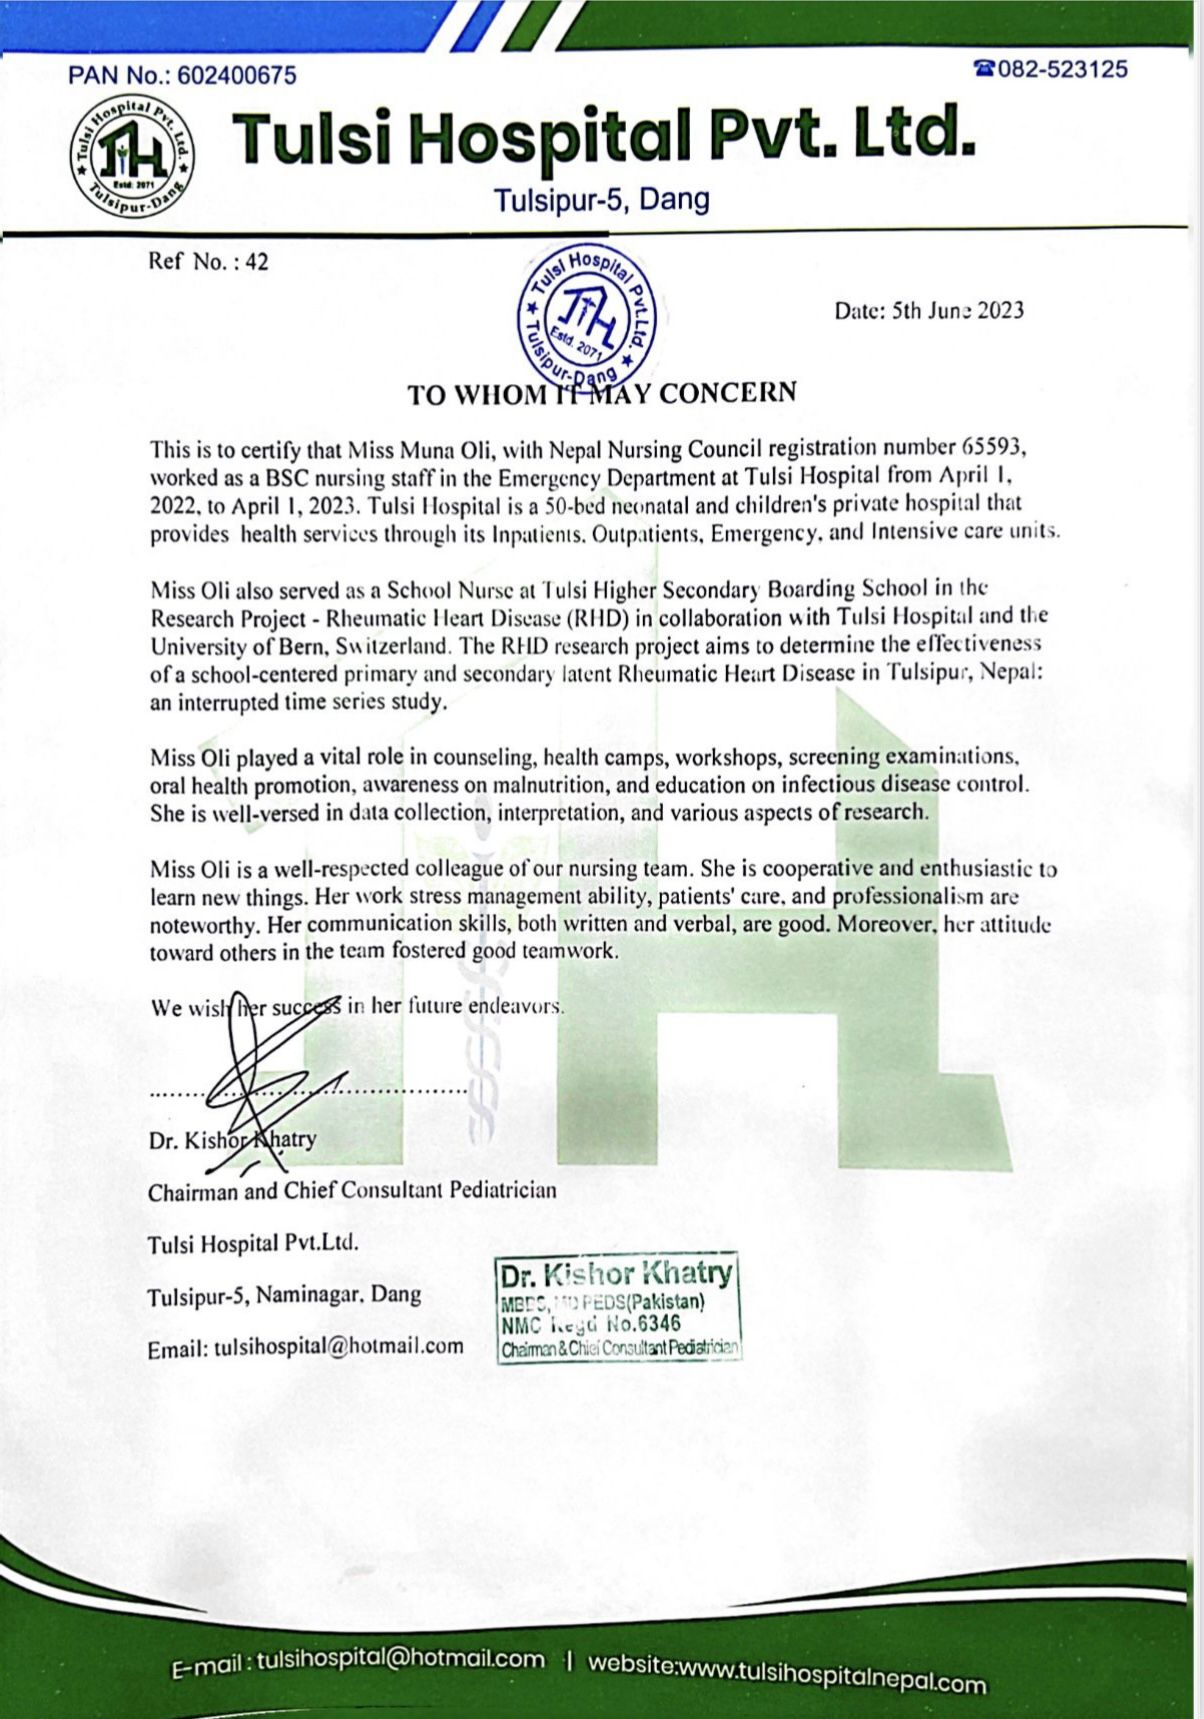 PAN No.: 602400675
☎082-523125
Tulsi Hospital Pvt. Ltd.
Tulsi Hospital Pvt. Ltd.
Estd: 2071
Tulsipur-Dang
Tulsipur-5, Dang
Ref No. : 42
Tulsi Hospital Pvt.Ltd.
Estd. 2071
Tulsipur-Dang
Date: 5th June 2023
TO WHOM IT MAY CONCERN
This is to certify that Miss Muna Oli, with Nepal Nursing Council registration number 65593,
worked as a BSC nursing staff in the Emergency Department at Tulsi Hospital from April 1,
2022, to April 1, 2023. Tulsi Hospital is a 50-bed neonatal and children's private hospital that
provides health services through its Inpatients, Outpatients, Emergency, and Intensive care units.
Miss Oli also served as a School Nurse at Tulsi Higher Secondary Boarding School in the
Research Project - Rheumatic Heart Disease (RHD) in collaboration with Tulsi Hospital and the
University of Bern, Switzerland. The RHD research project aims to determine the effectiveness
of a school-centered primary and secondary latent Rheumatic Heart Disease in Tulsipur, Nepal:
an interrupted time series study.
Miss Oli played a vital role in counseling, health camps, workshops, screening examinations,
oral health promotion, awareness on malnutrition, and education on infectious disease control.
She is well-versed in data collection, interpretation, and various aspects of research.
Miss Oli is a well-respected colleague of our nursing team. She is cooperative and enthusiastic to
learn new things. Her work stress management ability, patients' care, and professionalism are
noteworthy. Her communication skills, both written and verbal, are good. Moreover, her attitude
toward others in the team fostered good teamwork.
We wish her success in her future endeavors.
Dr. Kishor Khatry
Chairman and Chief Consultant Pediatrician
Tulsi Hospital Pvt.Ltd.
Tulsipur-5, Naminagar, Dang
Email: tulsihospital@hotmail.com
Dr. Kishor Khatry
MBBS, MD PEDS(Pakistan)
NMC Regd No.6346
Chairman & Chief Consultant Pediatrician
E-mail : tulsihospital@hotmail.com | website:www.tulsihospitalnepal.com